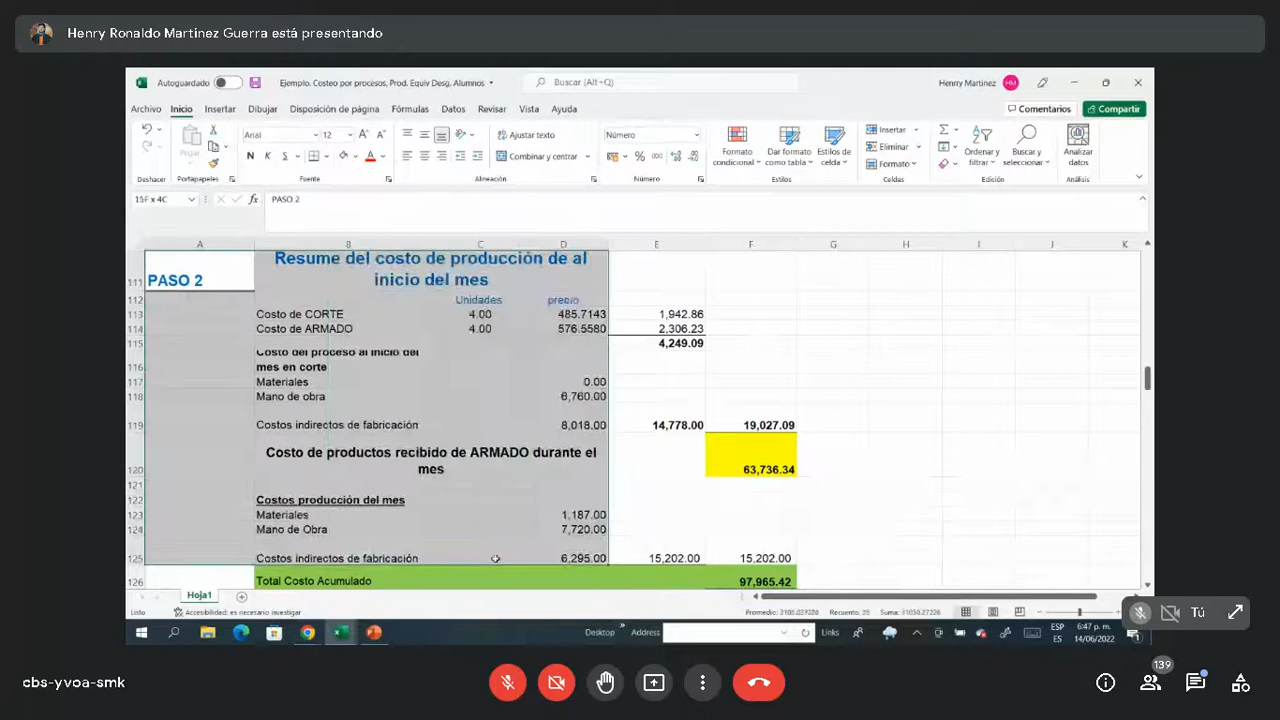 Henry Ronaldo Martinez Guerra está presentando
Autoguardado
Ejemplo, Costeo por procesos, Prod. Equiv Desg, Alumnos
Buscar (Alt+Q)
Henry Martinez
HM
Archivo Inicio Insertar Dibujar Disposición de página Fórmulas Datos Revisar Vista Ayuda
Comentarios
Compartir
Pegar
Arial 12
Ajustar texto
Número
Insertar
N K S
Combinar y centrar
% 000
Formato condicional
Dar formato como tabla
Estilos de celda
Eliminar
Formato
Ordenar y filtrar
Buscar y seleccionar
Analizar datos
Deshacer Portapapeles Fuente Alineación Número Estilos Celdas Edición Análisis
15F x 4C fx PASO 2
A B C D E F G H I J K
Resume del costo de producción de al
111 PASO 2 inicio del mes
112 Unidades precio
113 Costo de CORTE 4.00 485.7143 1,942.86
114 Costo de ARMADO 4.00 576.5580 2,306.23
115 4,249.09
Costo del proceso al inicio del
116 mes en corte
117 Materiales 0.00
118 Mano de obra 6,760.00
119 Costos indirectos de fabricación 8,018.00 14,778.00 19,027.09
Costo de productos recibido de ARMADO durante el
120 mes 63,736.34
121
122 Costos producción del mes
123 Materiales 1,187.00
124 Mano de Obra 7,720.00
125 Costos indirectos de fabricación 6,295.00 15,202.00 15,202.00
126 Total Costo Acumulado 97,965.42
Hoja1
Listo Accesibilidad: es necesario investigar
Tú
Desktop Address Links
ESP
ES
6:47 p. m.
14/06/2022
cbs-yvoa-smk
139